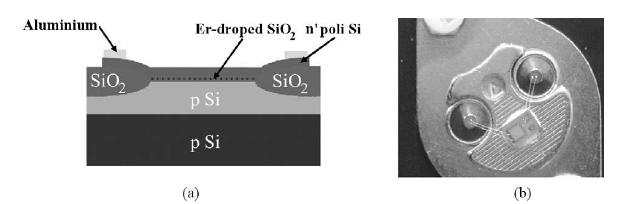 Aluminium
Er-droped SiO2 n+ poli Si
SiO2
SiO2
p Si
p Si
(a)
(b)